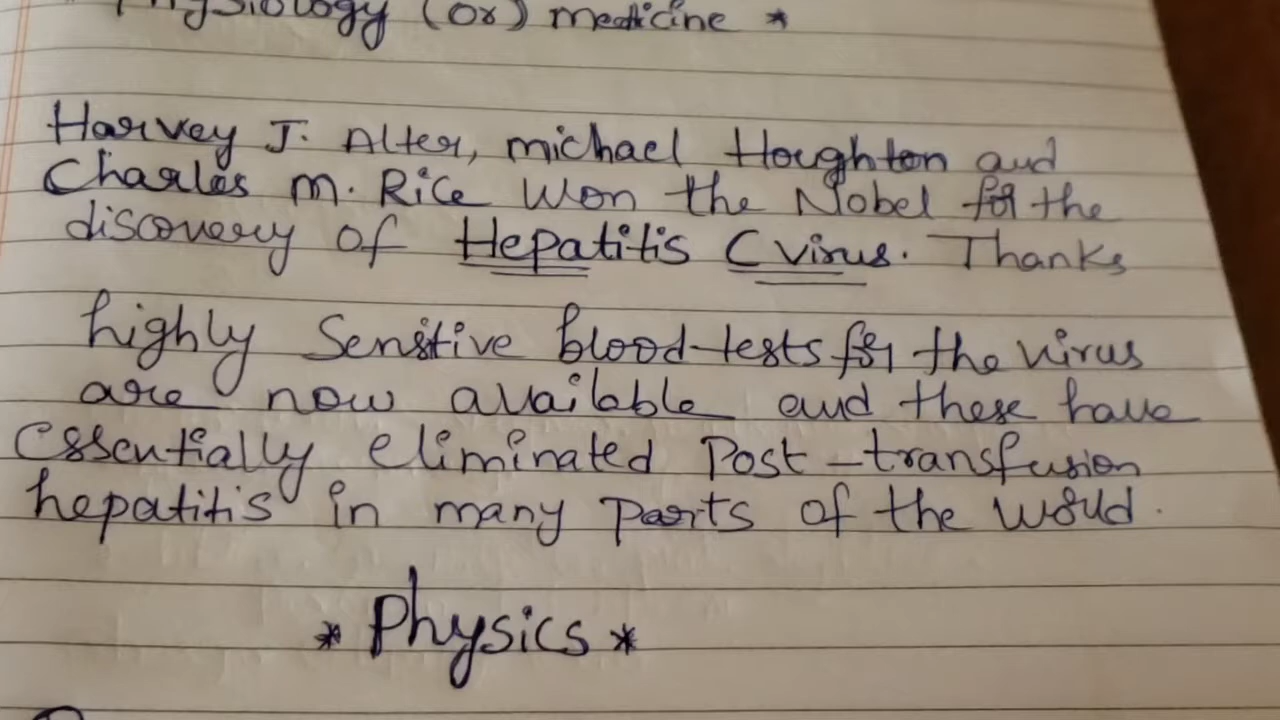 * Physiology (or) medicine *
Harvey J. Alter, michael Houghton and
Charles M. Rice won the Nobel for the
discovery of Hepatitis C virus. Thanks
highly Sensitive blood-tests for the virus
are now available and these have
essentially eliminated Post-transfusion
hepatitis in many Parts of the world.
* Physics *